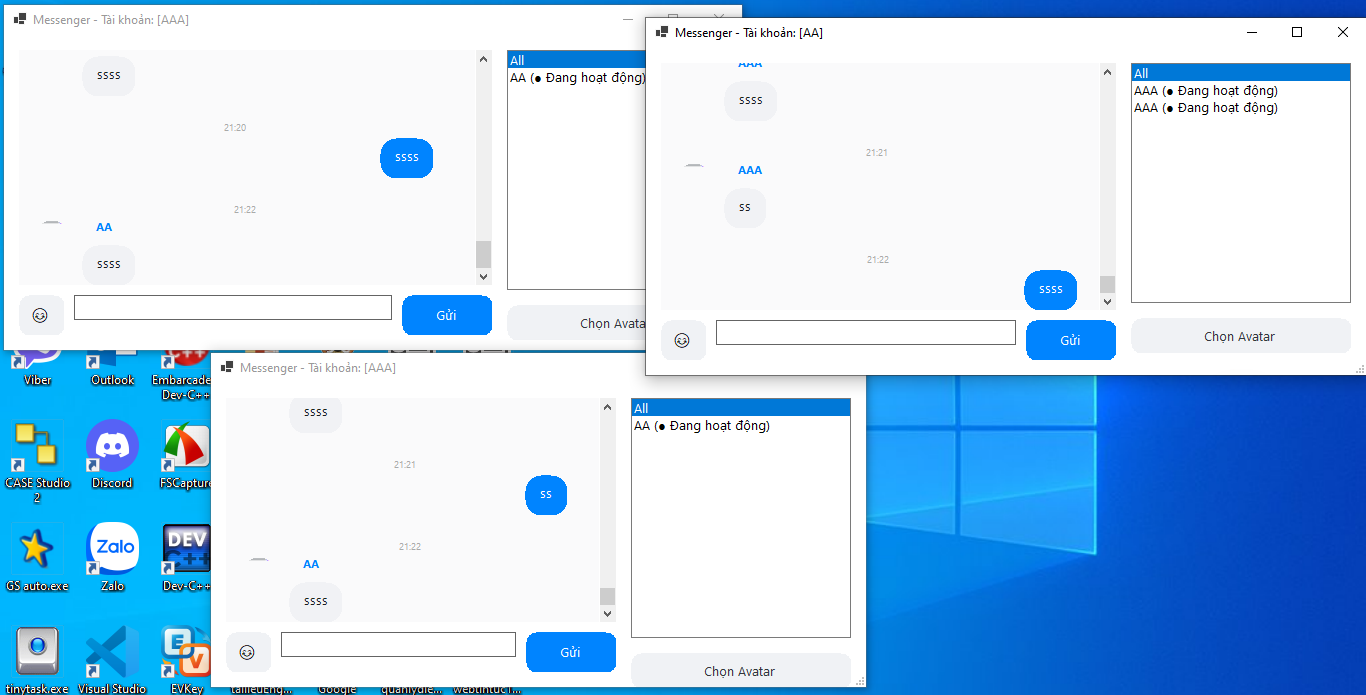 Messenger - Tài khoản: [AAA]
ssss
21:20
ssss
21:22
AA
ssss
Gửi
All
AA (● Đang hoạt động)
Chọn Avata
Messenger - Tài khoản: [AA]
AAA
ssss
21:21
AAA
ss
21:22
ssss
Gửi
All
AAA (● Đang hoạt động)
AAA (● Đang hoạt động)
Chọn Avatar
Messenger - Tài khoản: [AAA]
ssss
21:21
ss
21:22
AA
ssss
Gửi
All
AA (● Đang hoạt động)
Chọn Avatar
Viber
Outlook
Embarcade
Dev-C++
CASE Studio
2
Discord
FSCapture
GS auto.exe
Zalo
Zalo
DEV
C++
Dev-C++
tinytask.exe
Visual Studio
EVKey
Google